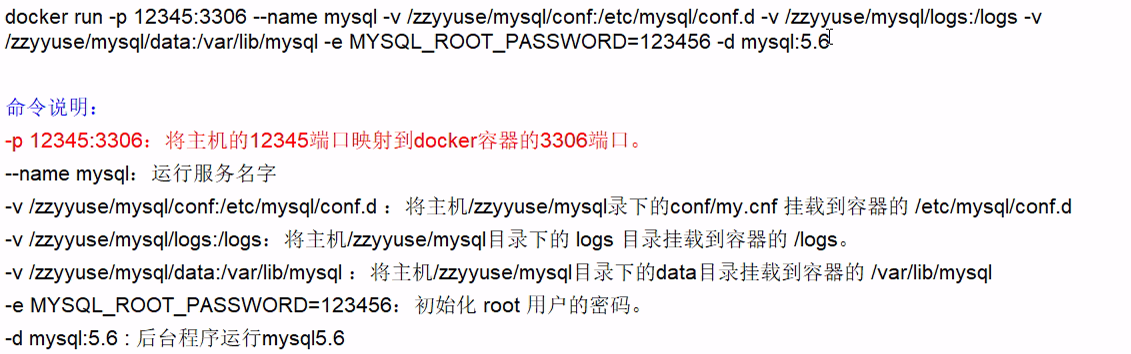 docker run -p 12345:3306 --name mysql -v /zzyyuse/mysql/conf:/etc/mysql/conf.d -v /zzyyuse/mysql/logs:/logs -v
/zzyyuse/mysql/data:/var/lib/mysql -e MYSQL_ROOT_PASSWORD=123456 -d mysql:5.6
命令说明：
-p 12345:3306：将主机的12345端口映射到docker容器的3306端口。
--name mysql：运行服务名字
-v /zzyyuse/mysql/conf:/etc/mysql/conf.d ：将主机/zzyyuse/mysql录下的conf/my.cnf 挂载到容器的 /etc/mysql/conf.d
-v /zzyyuse/mysql/logs:/logs：将主机/zzyyuse/mysql目录下的 logs 目录挂载到容器的 /logs。
-v /zzyyuse/mysql/data:/var/lib/mysql ：将主机/zzyyuse/mysql目录下的data目录挂载到容器的 /var/lib/mysql
-e MYSQL_ROOT_PASSWORD=123456：初始化 root 用户的密码。
-d mysql:5.6 : 后台程序运行mysql5.6